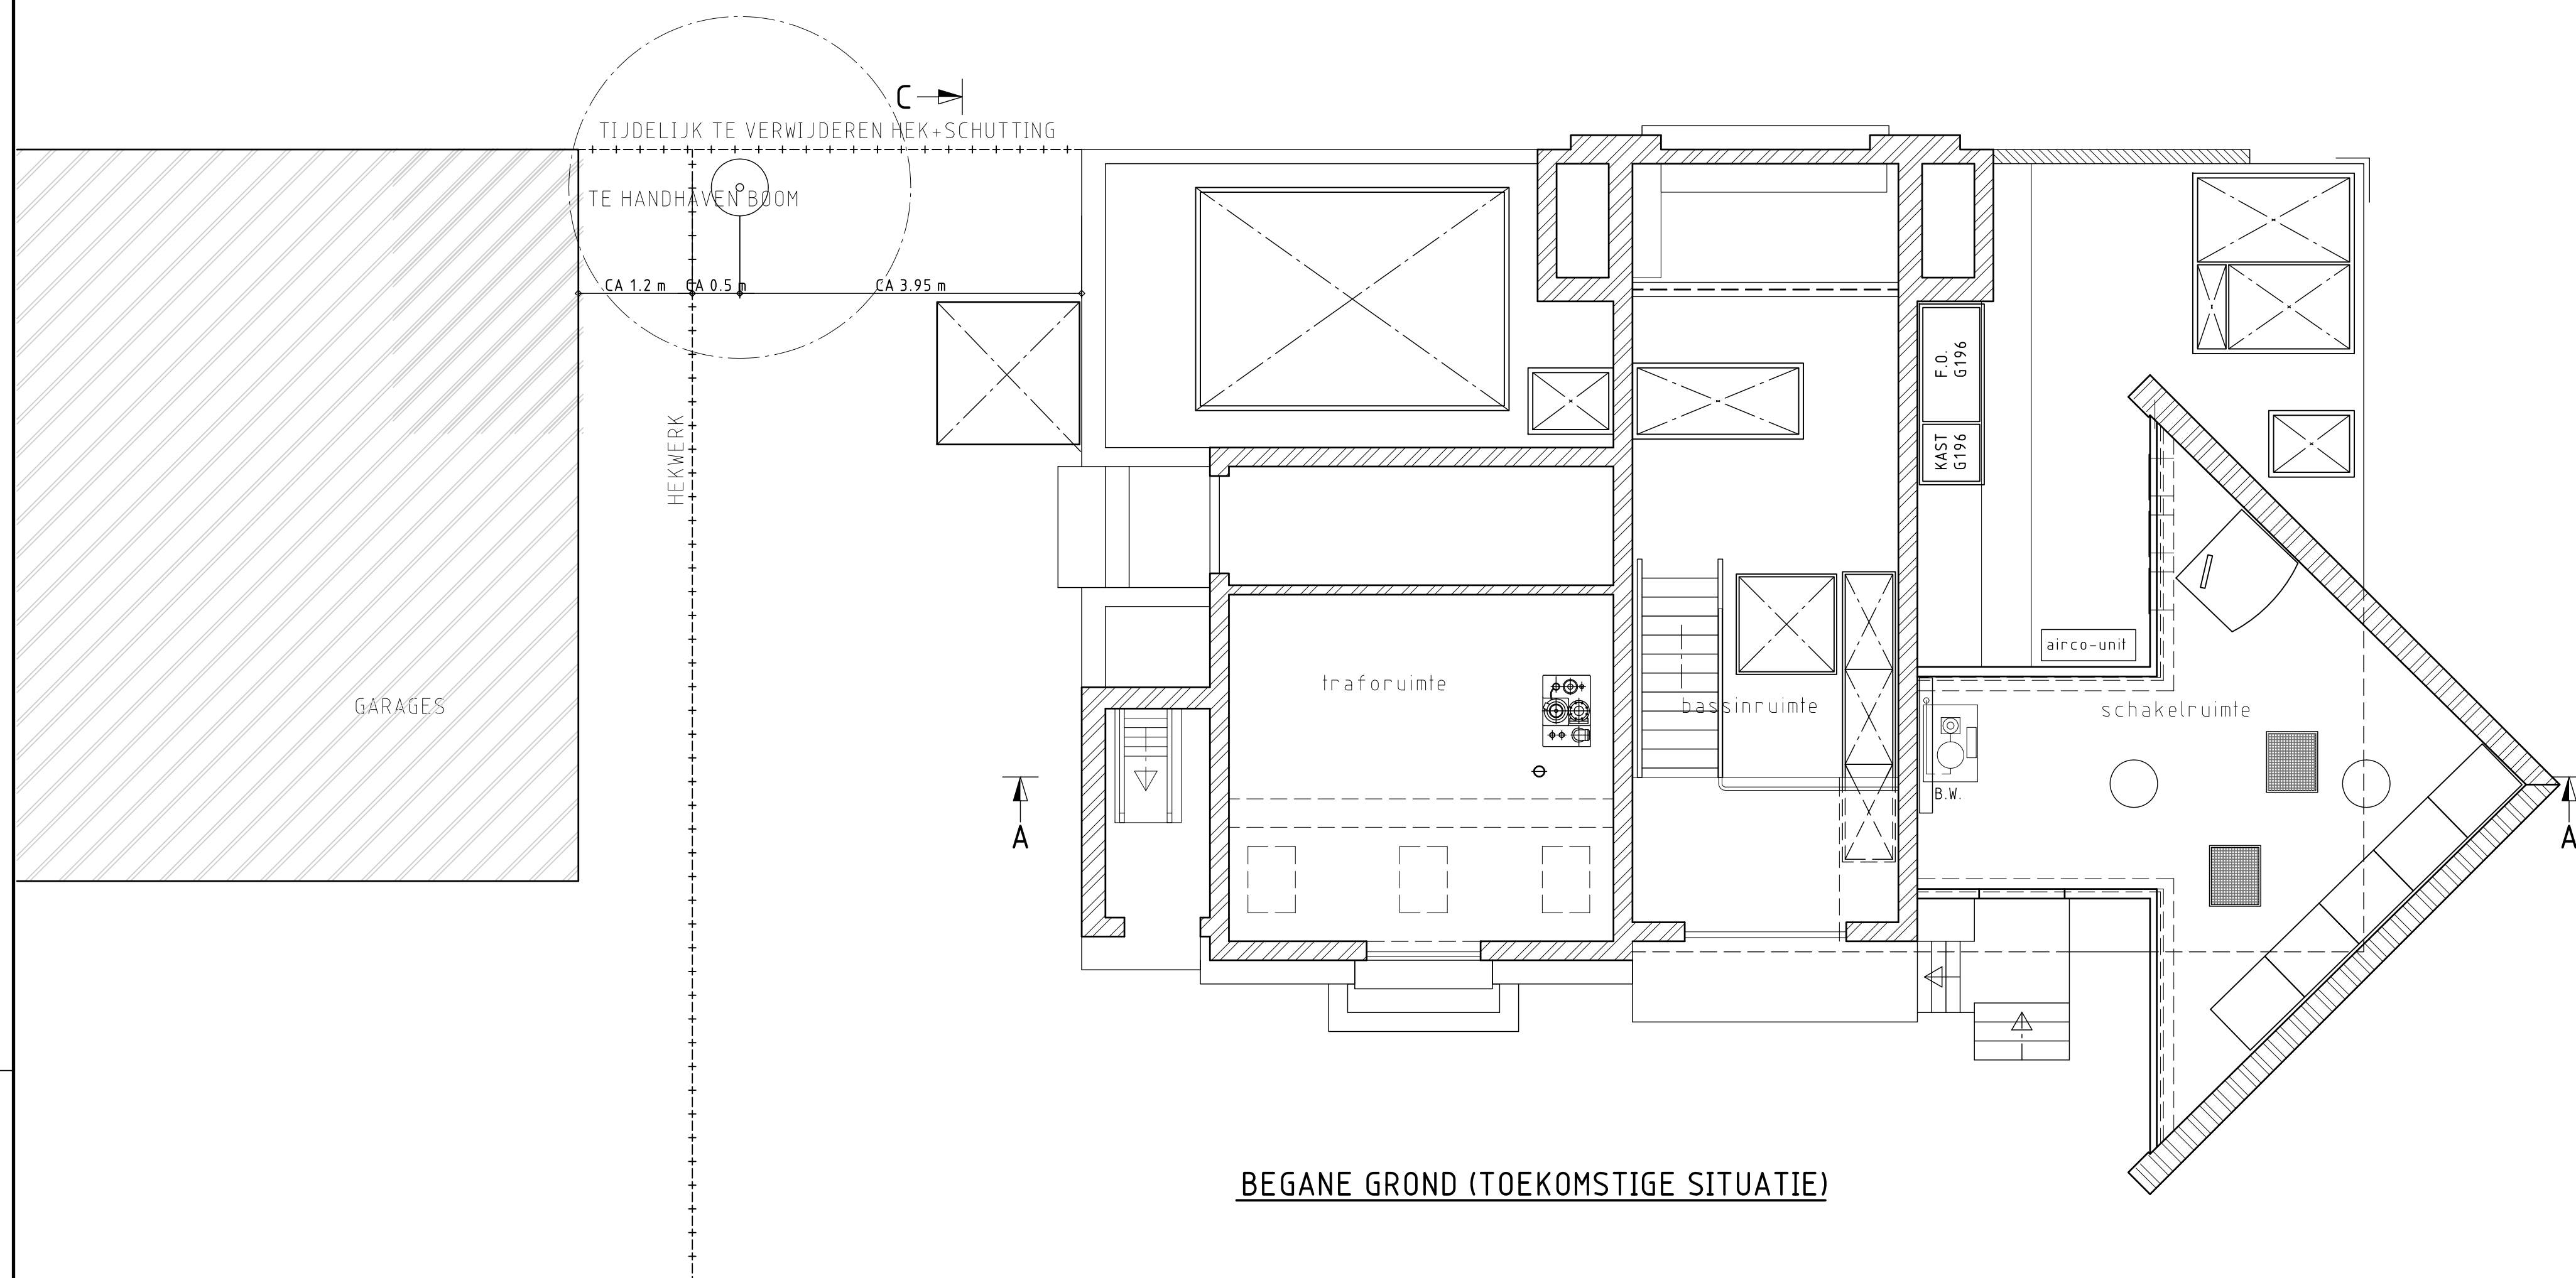 C
TIJDELIJK TE VERWIJDEREN HEK+SCHUTTING
TE HANDHAVEN BOOM
CA 1.2 m
CA 0.5 m
CA 3.95 m
HEKWERK
GARAGES
F.O.
G196
KAST
G196
airco-unit
traforuimte
bassinruimte
schakelruimte
B.W.
A
A
BEGANE GROND (TOEKOMSTIGE SITUATIE)